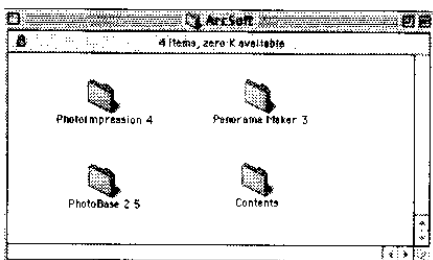 ArcSoft
4 items, zero K available
PhotoImpression 4
Panorama Maker 3
PhotoBase 2.5
Contents